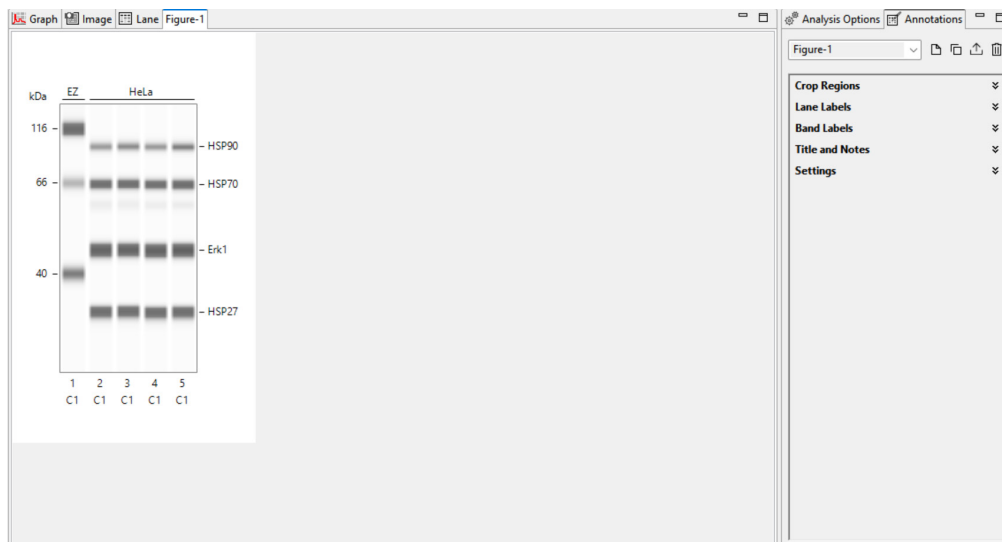 Graph Image Lane Figure-1
Analysis Options Annotations
Figure-1
Crop Regions
Lane Labels
Band Labels
Title and Notes
Settings
EZ HeLa
kDa
116
HSP90
66
HSP70
Erk1
40
HSP27
1 2 3 4 5
C1 C1 C1 C1 C1